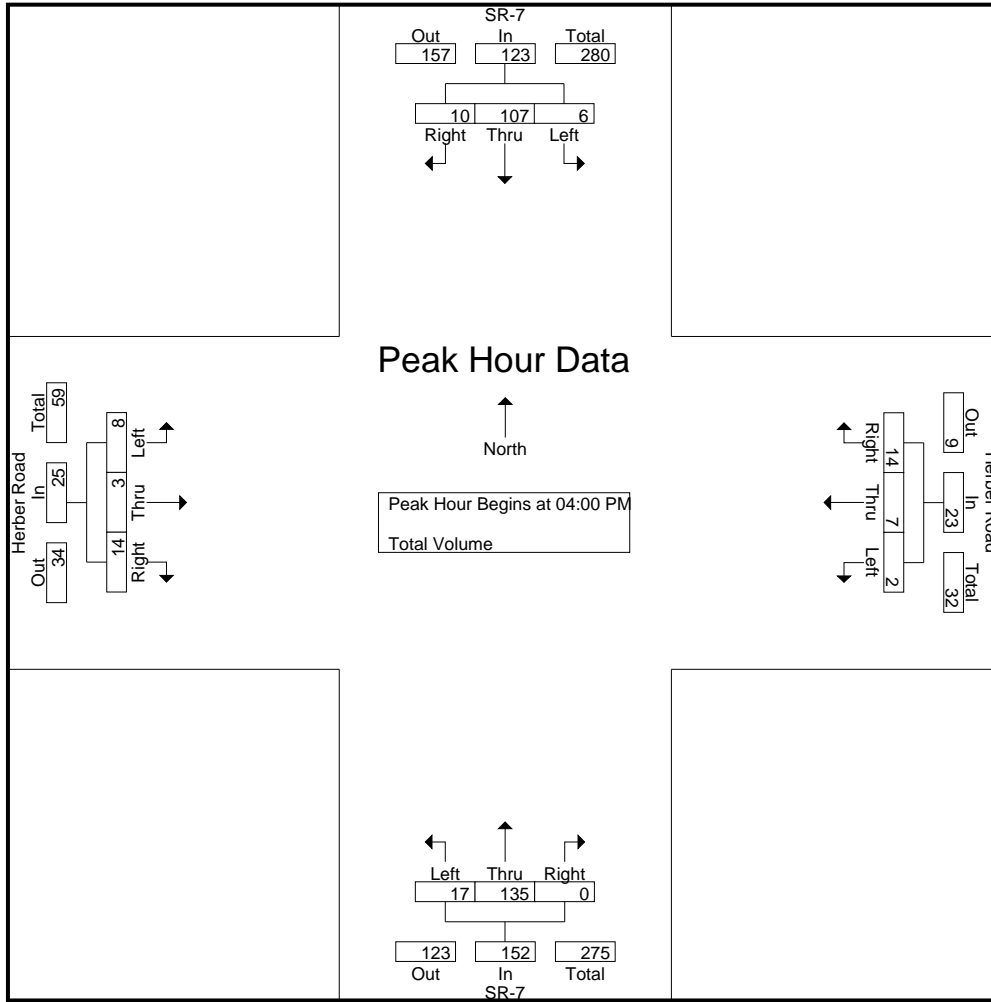 SR-7
Out In Total
157 123 280
10 107 6
Right Thru Left
Peak Hour Data
North
Peak Hour Begins at 04:00 PM
Total Volume
Herber Road
Total In Out
59 25 34
8 3 14
Left Thru Right
Right Thru Left
14 7 2
Out In Total
9 23 32
Herber Road
Left Thru Right
17 135 0
123 152 275
Out In Total
SR-7